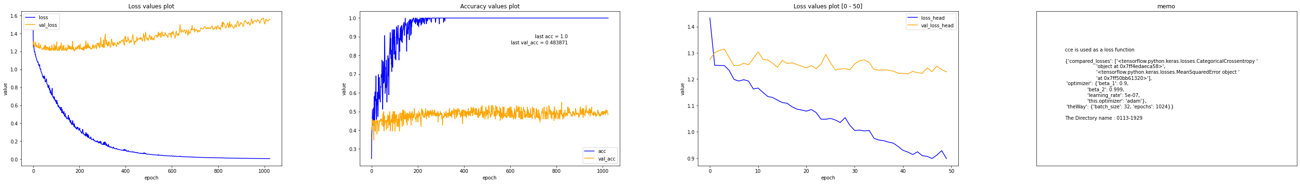 Loss values plot
loss
val_loss
value
1.6
1.4
1.2
1.0
0.8
0.6
0.4
0.2
0.0
0 200 400 600 800 1000
epoch
Accuracy values plot
last acc = 1.0
last val_acc = 0.483871
value
1.0
0.9
0.8
0.7
0.6
0.5
0.4
0.3
acc
val_acc
0 200 400 600 800 1000
epoch
Loss values plot [0 - 50]
loss_head
val_loss_head
value
1.4
1.3
1.2
1.1
1.0
0.9
0 10 20 30 40 50
epoch
memo
cce is used as a loss function
{'compared_losses': ['<tensorflow.python.keras.losses.CategoricalCrossentropy '
'object at 0x7ff4edaeca58>',
'<tensorflow.python.keras.losses.MeanSquaredError object '
'at 0x7ff50bb61320>'],
'optimizer': {'beta_1': 0.9,
'beta_2': 0.999,
'learning_rate': 5e-07,
'this.optimizer': 'adam'},
'theWay': {'batch_size': 32, 'epochs': 1024}}
The Directory name : 0113-1929